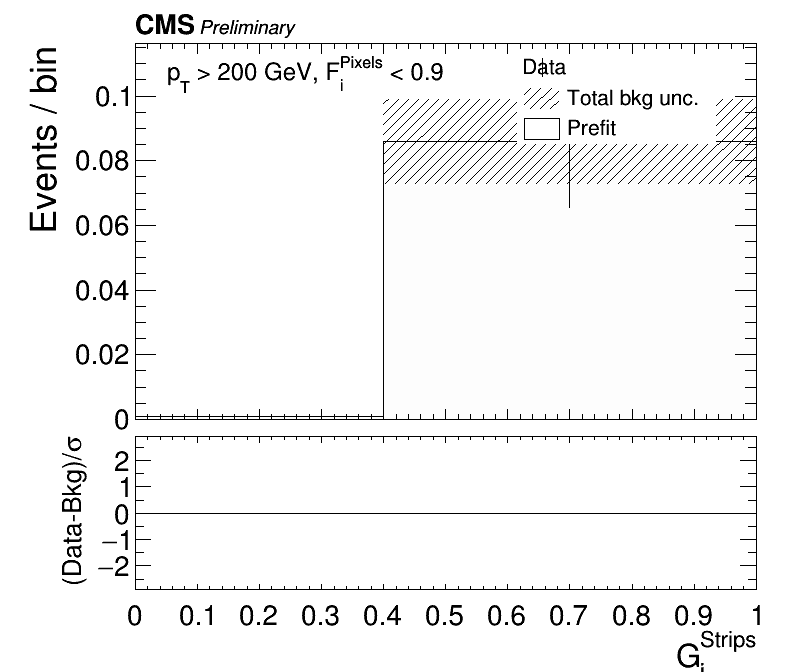 CMS Preliminary
p_T > 200 GeV, F_i^Pixels < 0.9
Data
Total bkg unc.
Prefit
Events / bin
0.1
0.08
0.06
0.04
0.02
0
(Data-Bkg)/σ
2
1
0
−1
−2
0 0.1 0.2 0.3 0.4 0.5 0.6 0.7 0.8 0.9 1
G_i^Strips